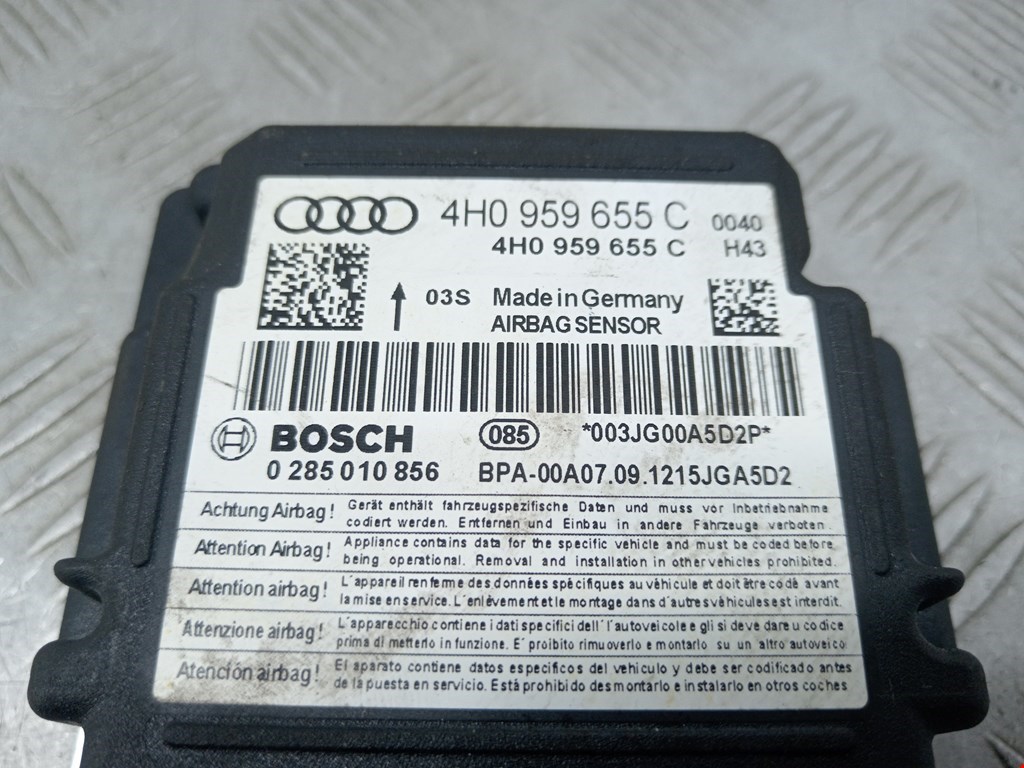 4H0 959 655 C 0040
4H0 959 655 C H43
03S Made in Germany
AIRBAG SENSOR
BOSCH 085 *003JG00A5D2P*
0 285 010 856 BPA-00A07.09.1215JGA5D2
Achtung Airbag! Gerät enthält fahrzeugspezifische Daten und muss vor Inbetriebnahme
codiert werden. Entfernen und Einbau in andere Fahrzeuge verboten.
Attention Airbag! Appliance contains data for the specific vehicle and must be coded before
being operational. Removal and installation in other vehicles prohibited.
Attention airbag! L'appareil renferme des données spécifiques au véhicule et doit être codé avant
la mise en service. L'enlèvement et le montage dans d'autres véhicules est interdit.
Attenzione airbag! L'apparecchio contiene i dati specifici dell'l'autoveicolo e gli si deve dare u codice
prima di metterlo in funzione. E' proibito rimuoverlo e montarlo su un altro autoveico
Atención airbag! El aparato contiene datos especificos del vehiculo y debe ser codificado antes
de la puesta en servicio. Está prohibido desmontarlo e instalarlo en otros coches